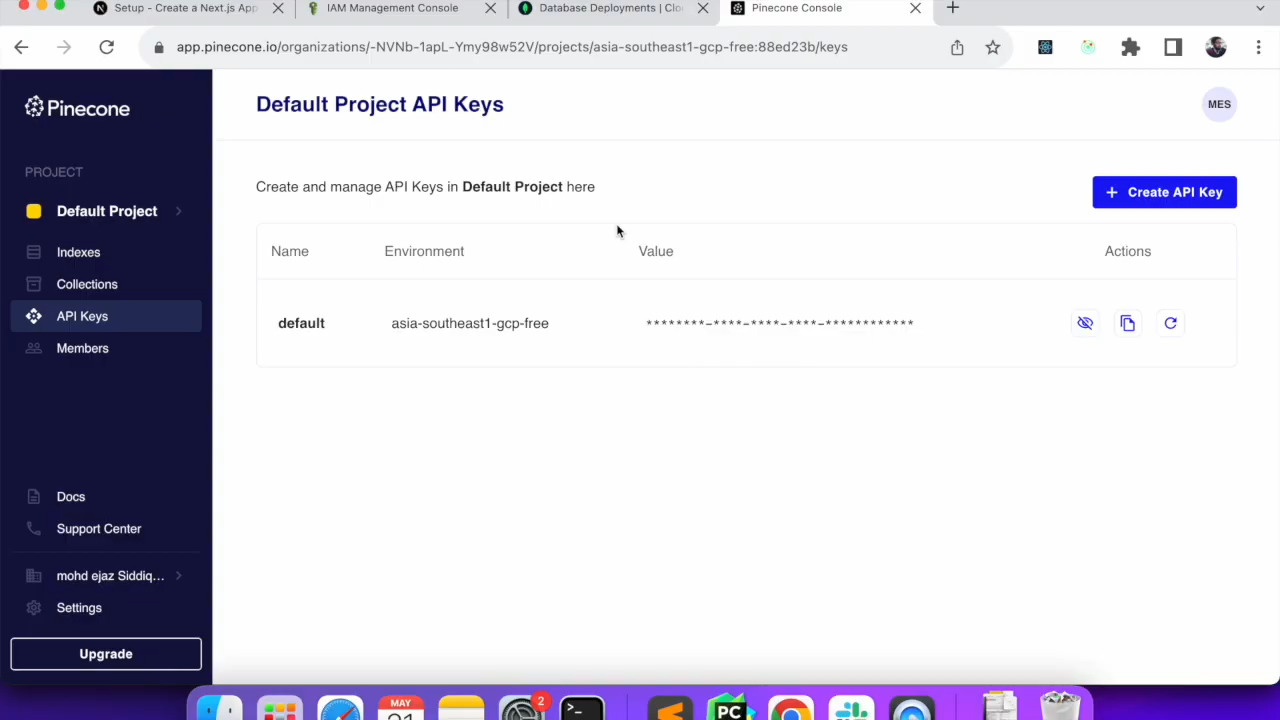 Setup - Create a Next.js App
IAM Management Console
Database Deployments | Clou
Pinecone Console
app.pinecone.io/organizations/-NVNb-1apL-Ymy98w52V/projects/asia-southeast1-gcp-free:88ed23b/keys
Pinecone
Default Project API Keys
MES
PROJECT
Default Project
Indexes
Collections
API Keys
Members
Create and manage API Keys in Default Project here
+ Create API Key
Name Environment Value Actions
default asia-southeast1-gcp-free ********-****-****-****-************
Docs
Support Center
mohd ejaz Siddiq...
Settings
Upgrade
2
MAY
PC